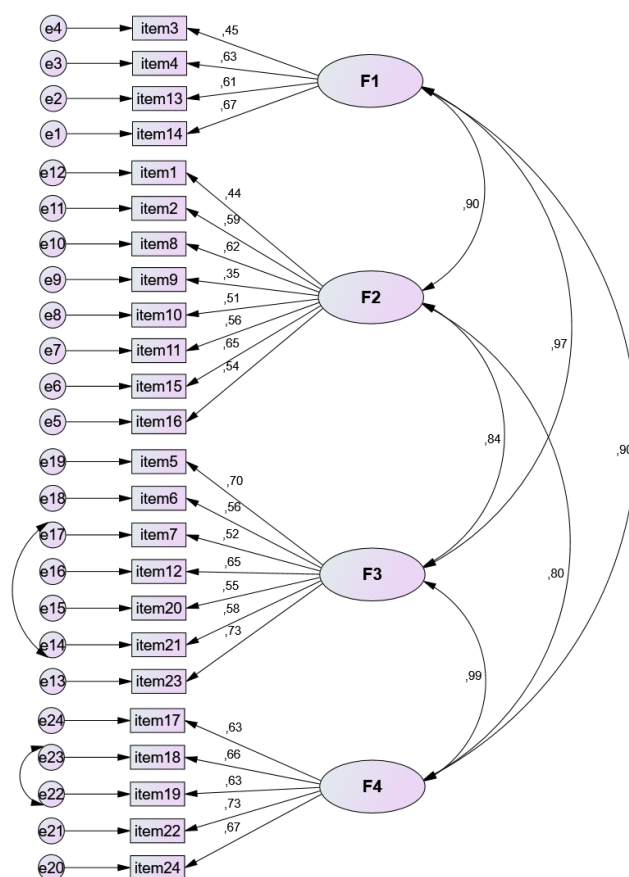 e4 item3 ,45
e3 item4 ,63 F1
e2 item13 ,61
e1 item14 ,67
e12 item1 ,44
,90
e11 item2 ,59
e10 item8 ,62
e9 item9 ,35 F2
e8 item10 ,51
e7 item11 ,56 ,97
e6 item15 ,65
e5 item16 ,54
,84 ,90
e19 item5 ,70
e18 item6 ,56
e17 item7 ,52
e16 item12 ,65 F3 ,80
e15 item20 ,55
e14 item21 ,58
e13 item23 ,73
,99
e24 item17 ,63
e23 item18 ,66
e22 item19 ,63 F4
e21 item22 ,73
e20 item24 ,67